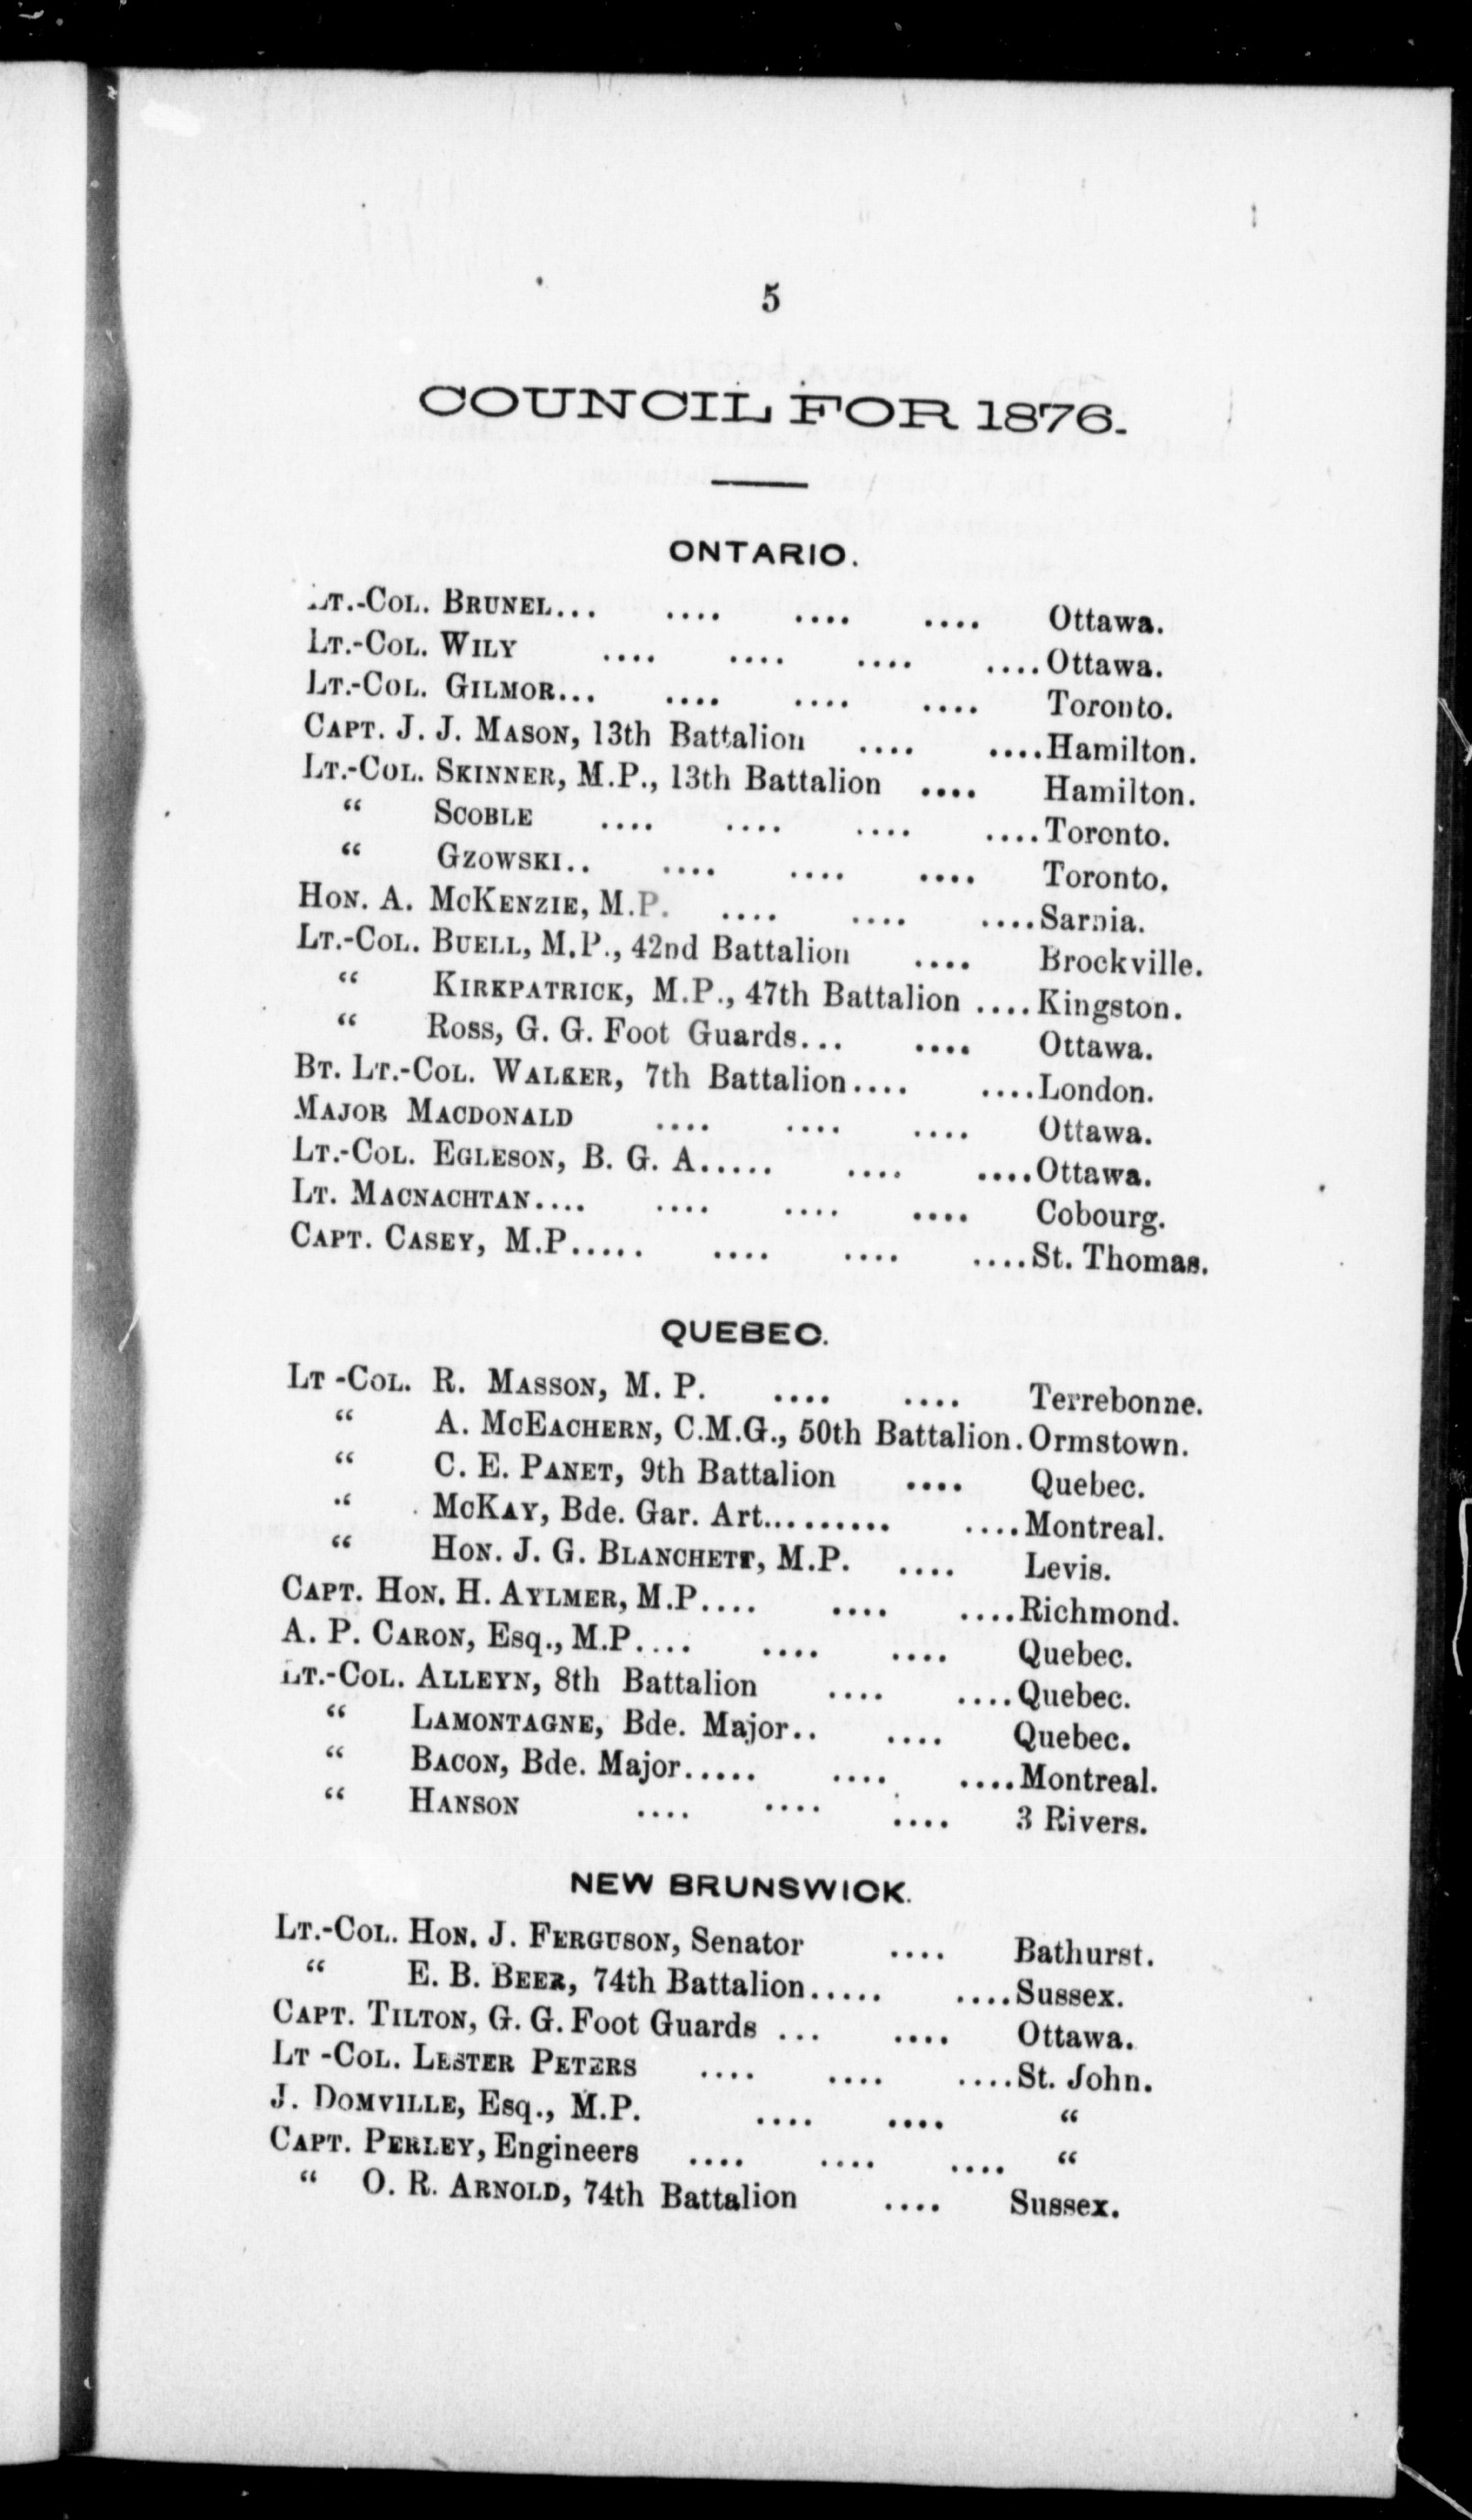 5
COUNCIL FOR 1876.
ONTARIO.
LT.-COL. BRUNEL... .... .... .... Ottawa.
LT.-COL. WILY .... .... .... ....Ottawa.
LT.-COL. GILMOR... .... .... .... Toronto.
CAPT. J. J. MASON, 13th Battalion .... ....Hamilton.
LT.-COL. SKINNER, M.P., 13th Battalion .... Hamilton.
“ SCOBLE .... .... .... ....Toronto.
“ GZOWSKI.. .... .... .... Toronto.
HON. A. MCKENZIE, M.P. .... .... ....Sarnia.
LT.-COL. BUELL, M.P., 42nd Battalion .... Brockville.
“ KIRKPATRICK, M.P., 47th Battalion ....Kingston.
“ ROSS, G. G. Foot Guards... .... Ottawa.
BT. LT.-COL. WALKER, 7th Battalion.... ....London.
MAJOR MACDONALD .... .... .... Ottawa.
LT.-COL. EGLESON, B. G. A..... .... ....Ottawa.
LT. MACNACHTAN.... .... .... .... Cobourg.
CAPT. CASEY, M.P..... .... .... ....St. Thomas.
QUEBEC.
LT -COL. R. MASSON, M. P. .... .... Terrebonne.
“ A. MCEACHERN, C.M.G., 50th Battalion.Ormstown.
“ C. E. PANET, 9th Battalion .... Quebec.
“ MCKAY, Bde. Gar. Art......... ....Montreal.
“ HON. J. G. BLANCHETT, M.P. .... Levis.
CAPT. HON. H. AYLMER, M.P.... .... ....Richmond.
A. P. CARON, Esq., M.P.... .... .... Quebec.
LT.-COL. ALLEYN, 8th Battalion .... ....Quebec.
“ LAMONTAGNE, Bde. Major.. .... Quebec.
“ BACON, Bde. Major..... .... ....Montreal.
“ HANSON .... .... .... 3 Rivers.
NEW BRUNSWICK.
LT.-COL. HON. J. FERGUSON, Senator .... Bathurst.
“ E. B. BEER, 74th Battalion..... ....Sussex.
CAPT. TILTON, G. G. Foot Guards ... .... Ottawa.
LT -COL. LESTER PETERS .... .... ....St. John.
J. DOMVILLE, Esq., M.P. .... .... “
CAPT. PERLEY, Engineers .... .... .... “
“ O. R. ARNOLD, 74th Battalion .... Sussex.